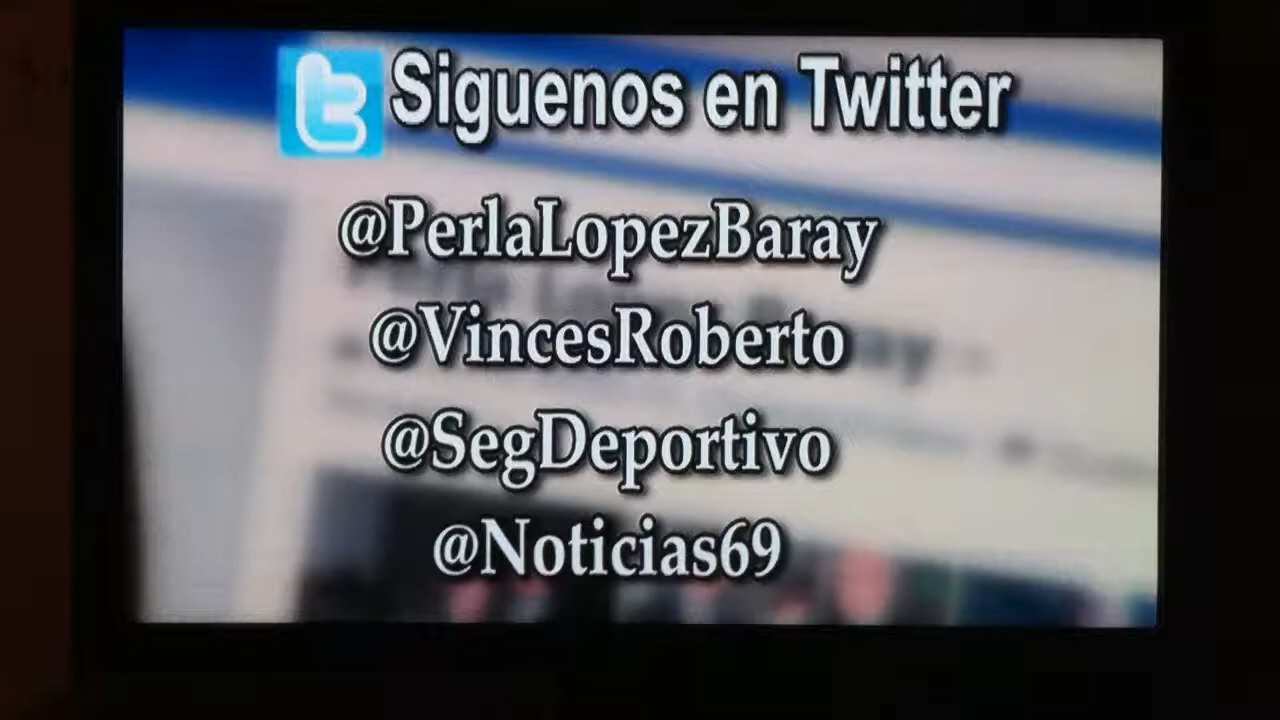 Siguenos en Twitter
@PerlaLopezBaray
@VincesRoberto
@SegDeportivo
@Noticias69